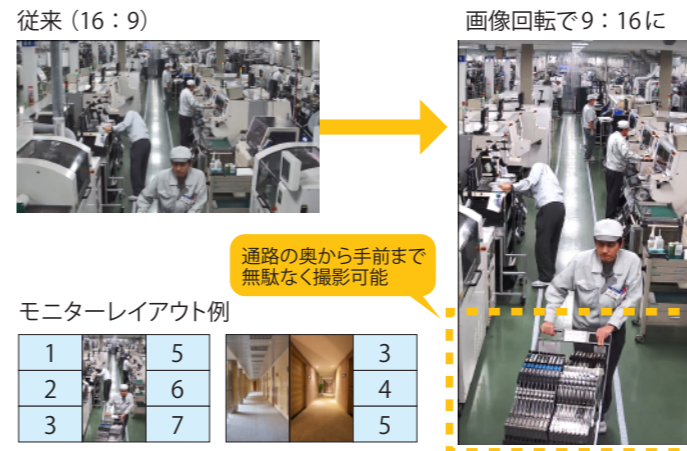 従来（16：9）
画像回転で9：16に
通路の奥から手前まで
無駄なく撮影可能
モニターレイアウト例
1 5
2 6
3 7
3
4
5